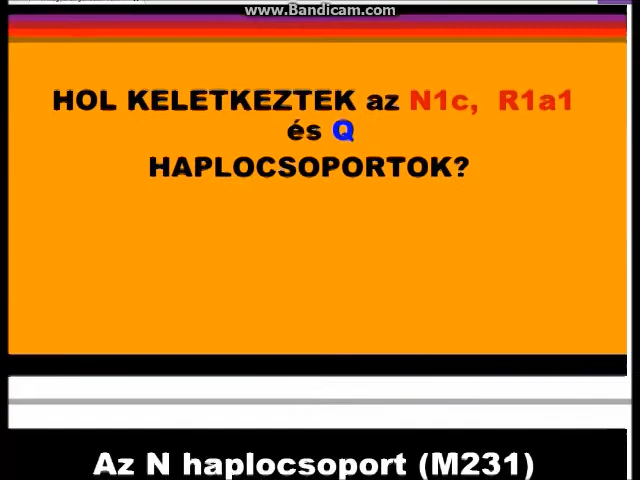 www.Bandicam.com
HOL KELETKEZTEK az N1c, R1a1
és Q
HAPLOCSOPORTOK?
Az N haplocsoport (M231)